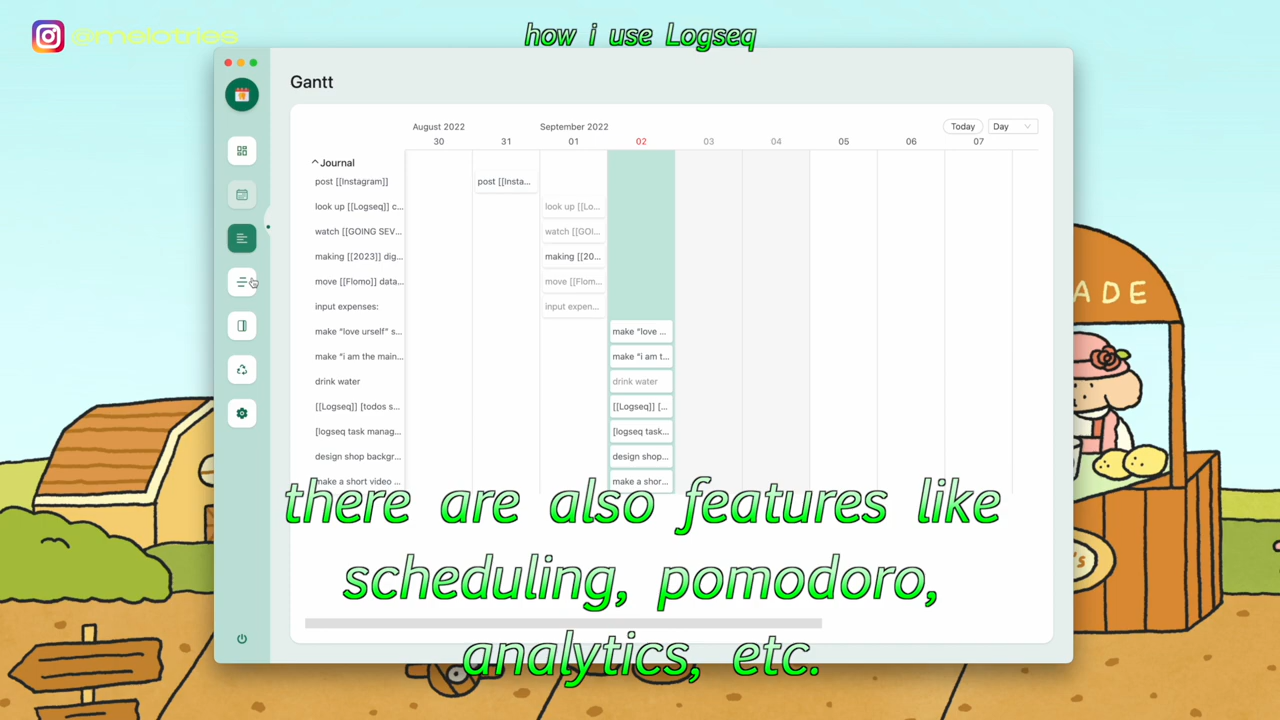 @melotries
how i use Logseq
Gantt
August 2022
September 2022
Today
Day
30
31
01
02
03
04
05
06
07
Journal
post [[Instagram]]
post [[Insta...
look up [[Logseq]] c...
look up [[Lo...
watch [[GOING SEV...
watch [[GOI...
making [[2023]] dig...
making [[20...
move [[Flomo]] data...
move [[Flom...
input expenses:
input expen...
make “love urself” s...
make “love ...
make “i am the main...
make “i am t...
drink water
drink water
[[Logseq]] [todos s...
[[Logseq]] [...
[logseq task manag...
[logseq task...
design shop backgr...
design shop...
make a short video ...
make a shor...
there are also features like
scheduling, pomodoro,
analytics, etc.
ADE
's